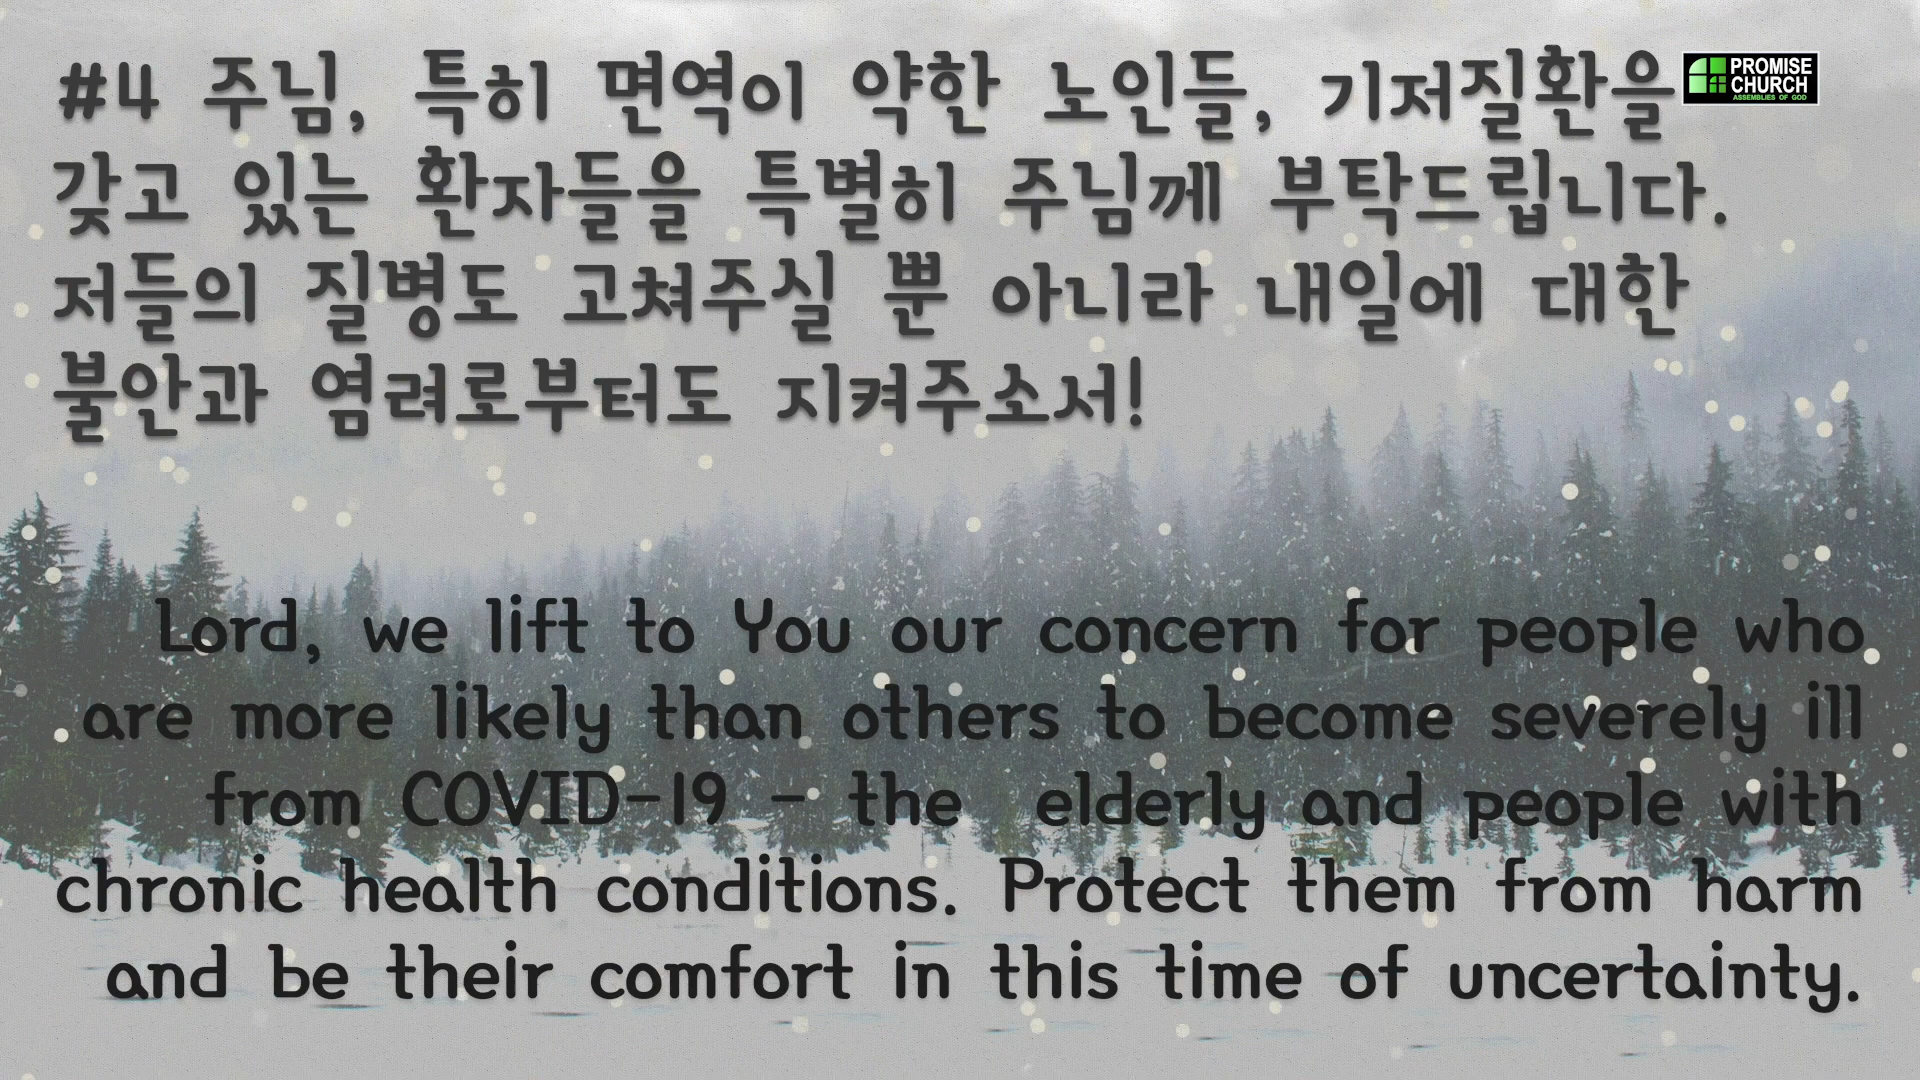 #4 주님, 특히 면역이 약한 노인들, 기저질환을
갖고 있는 환자들을 특별히 주님께 부탁드립니다.
저들의 질병도 고쳐주실 뿐 아니라 내일에 대한
불안과 염려로부터도 지켜주소서!
PROMISE
CHURCH
ASSEMBLIES OF GOD
Lord, we lift to You our concern for people who
are more likely than others to become severely ill
from COVID-19 - the elderly and people with
chronic health conditions. Protect them from harm
and be their comfort in this time of uncertainty.